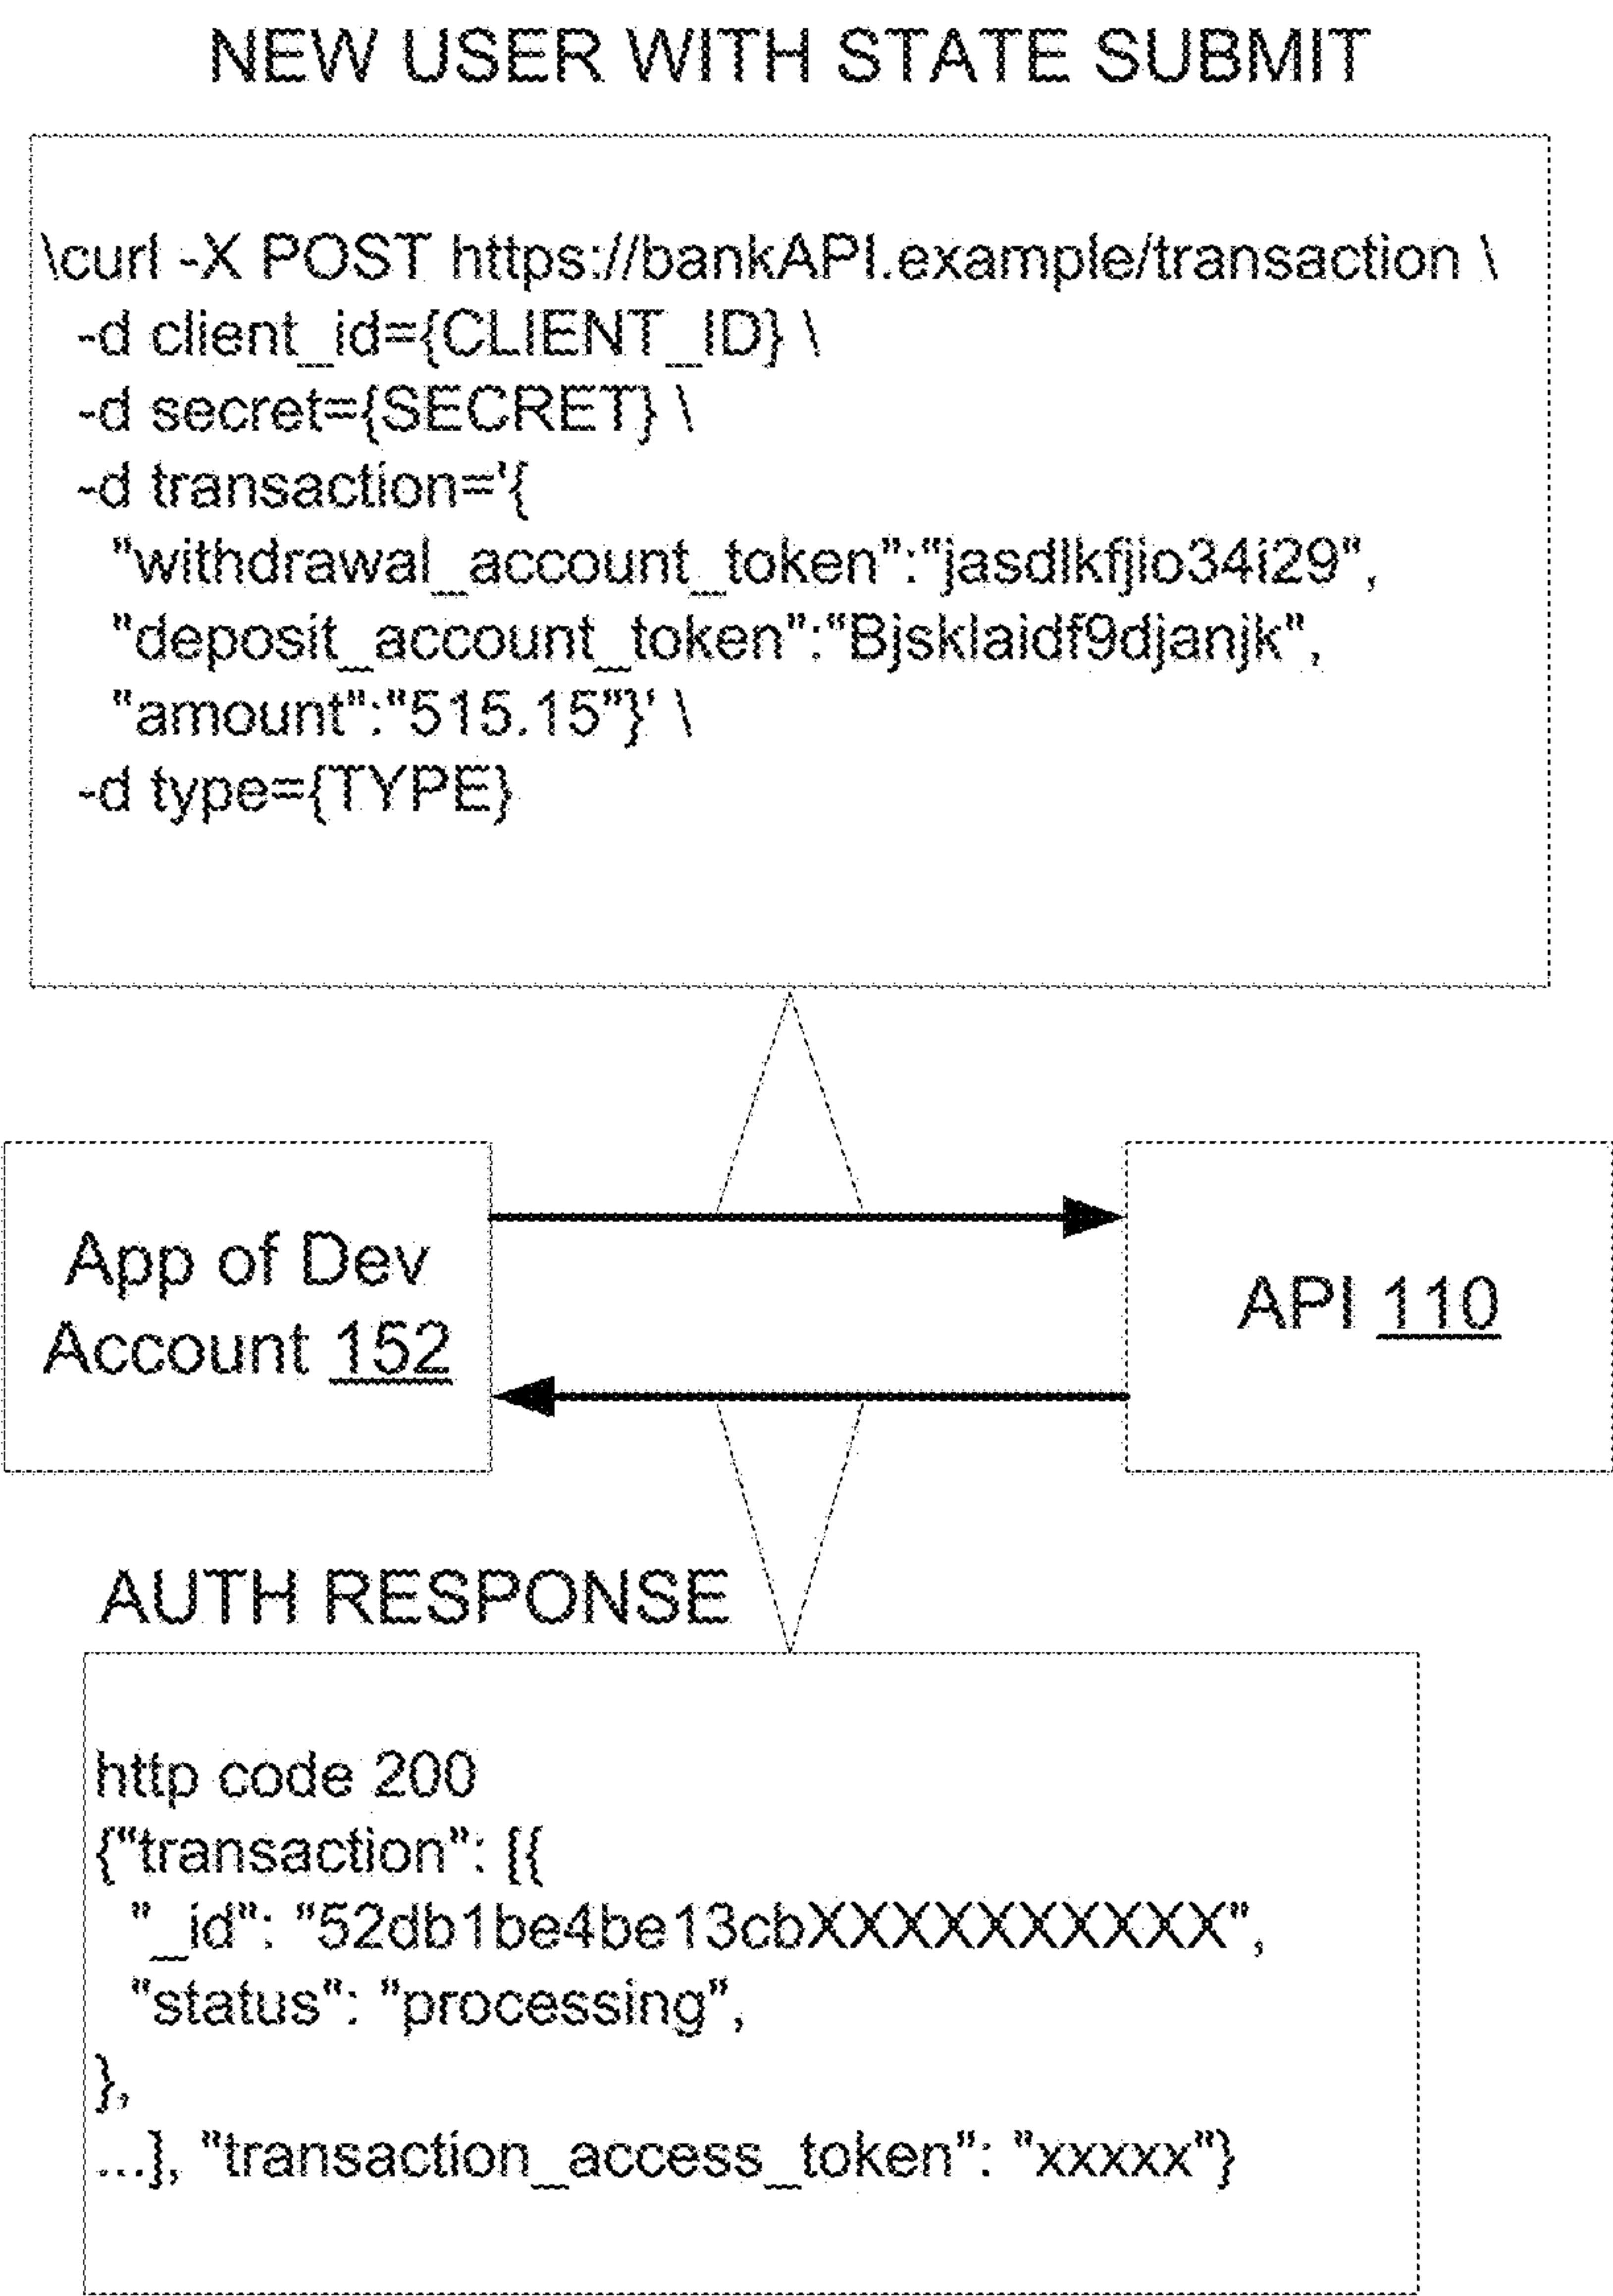 NEW USER WITH STATE SUBMIT
\curl -X POST https://bankAPI.example/transaction \
-d client_id={CLIENT_ID} \
-d secret={SECRET} \
-d transaction='{
"withdrawal_account_token":"jasdlkfjio34i29",
"deposit_account_token":"Bjsklaidf9djanjk",
"amount":"515.15"}' \
-d type={TYPE}
App of Dev
Account 152
API 110
AUTH RESPONSE
http code 200
{"transaction": [{
"_id": "52db1be4be13cbXXXXXXXXXX",
"status": "processing",
},
...], "transaction_access_token": "xxxxx"}